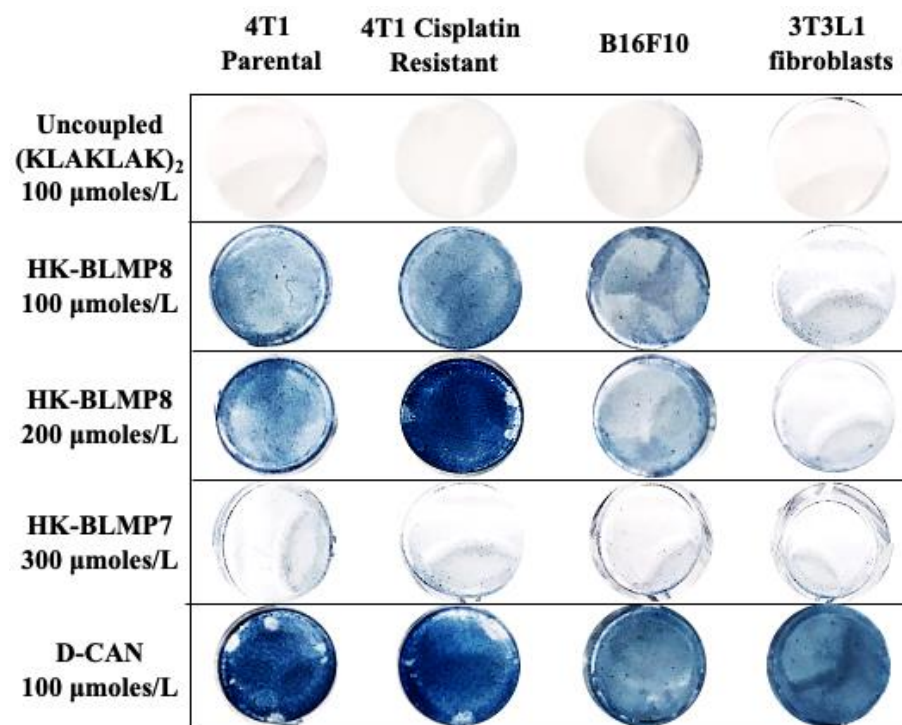 4T1
Parental
4T1 Cisplatin
Resistant
B16F10
3T3L1
fibroblasts
Uncoupled
(KLAKLAK)₂
100 µmoles/L
HK-BLMP8
100 µmoles/L
HK-BLMP8
200 µmoles/L
HK-BLMP7
300 µmoles/L
D-CAN
100 µmoles/L